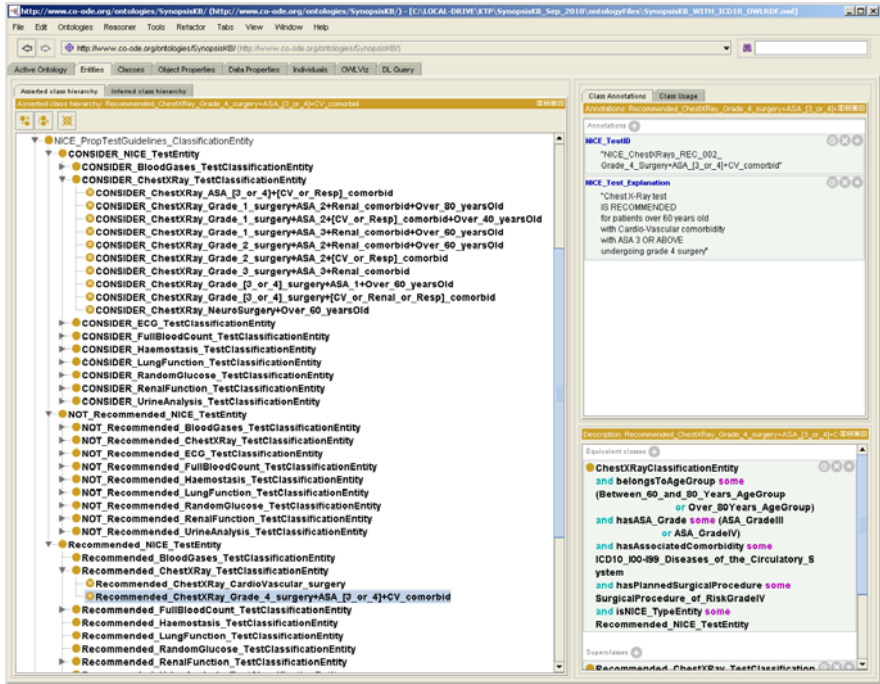 http://www.co-ode.org/ontologies/SynopsisKB/ (http://www.co-ode.org/ontologies/SynopsisKB/) - [C:\LOCAL-DRIVE\KTP\SynopsisKB_Sep_2010\ontologyFiles\SynopsisKB_WITH_ICD10_OWLRDF.owl]
File Edit Ontologies Reasoner Tools Refactor Tabs View Window Help
http://www.co-ode.org/ontologies/SynopsisKB/ (http://www.co-ode.org/ontologies/SynopsisKB/)
Active Ontology Entities Classes Object Properties Data Properties Individuals OWLViz DL Query
Asserted class hierarchy Inferred class hierarchy
Asserted class hierarchy: Recommended_ChestXRay_Grade_4_surgery+ASA_[3_or_4]+CV_comorbid
NICE_PropTestGuidelines_ClassificationEntity
CONSIDER_NICE_TestEntity
CONSIDER_BloodGases_TestClassificationEntity
CONSIDER_ChestXRay_TestClassificationEntity
CONSIDER_ChestXRay_ASA_[3_or_4]+[CV_or_Resp]_comorbid
CONSIDER_ChestXRay_Grade_1_surgery+ASA_2+Renal_comorbid+Over_80_yearsOld
CONSIDER_ChestXRay_Grade_1_surgery+ASA_2+[CV_or_Resp]_comorbid+Over_40_yearsOld
CONSIDER_ChestXRay_Grade_1_surgery+ASA_3+Renal_comorbid+Over_60_yearsOld
CONSIDER_ChestXRay_Grade_2_surgery+ASA_2+Renal_comorbid+Over_60_yearsOld
CONSIDER_ChestXRay_Grade_2_surgery+ASA_2+[CV_or_Resp]_comorbid
CONSIDER_ChestXRay_Grade_3_surgery+ASA_3+Renal_comorbid
CONSIDER_ChestXRay_Grade_[3_or_4]_surgery+ASA_1+Over_60_yearsOld
CONSIDER_ChestXRay_Grade_[3_or_4]_surgery+[CV_or_Renal_or_Resp]_comorbid
CONSIDER_ChestXRay_NeuroSurgery+Over_60_yearsOld
CONSIDER_ECG_TestClassificationEntity
CONSIDER_FullBloodCount_TestClassificationEntity
CONSIDER_Haemostasis_TestClassificationEntity
CONSIDER_LungFunction_TestClassificationEntity
CONSIDER_RandomGlucose_TestClassificationEntity
CONSIDER_RenalFunction_TestClassificationEntity
CONSIDER_UrineAnalysis_TestClassificationEntity
NOT_Recommended_NICE_TestEntity
NOT_Recommended_BloodGases_TestClassificationEntity
NOT_Recommended_ChestXRay_TestClassificationEntity
NOT_Recommended_ECG_TestClassificationEntity
NOT_Recommended_FullBloodCount_TestClassificationEntity
NOT_Recommended_Haemostasis_TestClassificationEntity
NOT_Recommended_LungFunction_TestClassificationEntity
NOT_Recommended_RandomGlucose_TestClassificationEntity
NOT_Recommended_RenalFunction_TestClassificationEntity
NOT_Recommended_UrineAnalysis_TestClassificationEntity
Recommended_NICE_TestEntity
Recommended_BloodGases_TestClassificationEntity
Recommended_ChestXRay_TestClassificationEntity
Recommended_ChestXRay_CardioVascular_surgery
Recommended_ChestXRay_Grade_4_surgery+ASA_[3_or_4]+CV_comorbid
Recommended_FullBloodCount_TestClassificationEntity
Recommended_Haemostasis_TestClassificationEntity
Recommended_LungFunction_TestClassificationEntity
Recommended_RandomGlucose_TestClassificationEntity
Recommended_RenalFunction_TestClassificationEntity
Class Annotations Class Usage
Annotations: Recommended_ChestXRay_Grade_4_surgery+ASA_[3_or_4]+
Annotations
NICE_TestID
"NICE_ChestXRays_REC_002_
Grade_4_Surgery+ASA_[3_or_4]+CV_comorbid"
NICE_Test_Explanation
"Chest X-Ray test
IS RECOMMENDED
for patients over 60 years old
with Cardio-Vascular comorbidity
with ASA 3 OR ABOVE
undergoing grade 4 surgery"
Description: Recommended_ChestXRay_Grade_4_surgery+ASA_[3_or_4]+C
Equivalent classes
ChestXRayClassificationEntity
and belongsToAgeGroup some
(Between_60_and_80_Years_AgeGroup
or Over_80Years_AgeGroup)
and hasASA_Grade some (ASA_GradeIII
or ASA_GradeIV)
and hasAssociatedComorbidity some
ICD10_I00-I99_Diseases_of_the_Circulatory_S
ystem
and hasPlannedSurgicalProcedure some
SurgicalProcedure_of_RiskGradeIV
and isNICE_TypeEntity some
Recommended_NICE_TestEntity
Superclasses
Recommended_ChestXRay_TestClassification